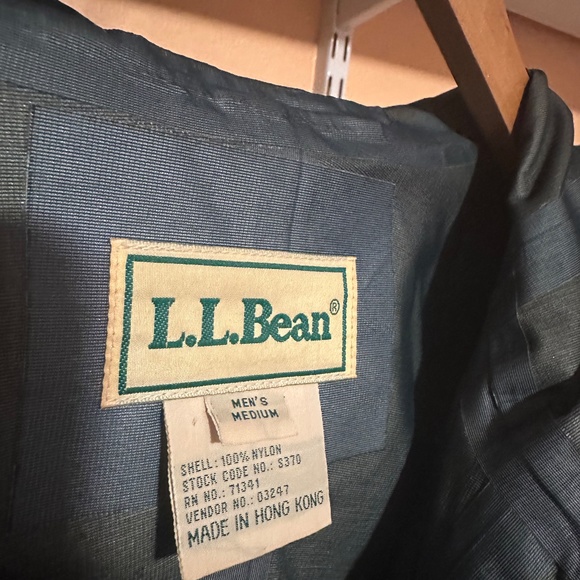 L.L.Bean®
MEN'S
MEDIUM
SHELL: 100% NYLON
STOCK CODE NO.: S370
RN NO.: 71341
VENDOR NO.: 03247
MADE IN HONG KONG